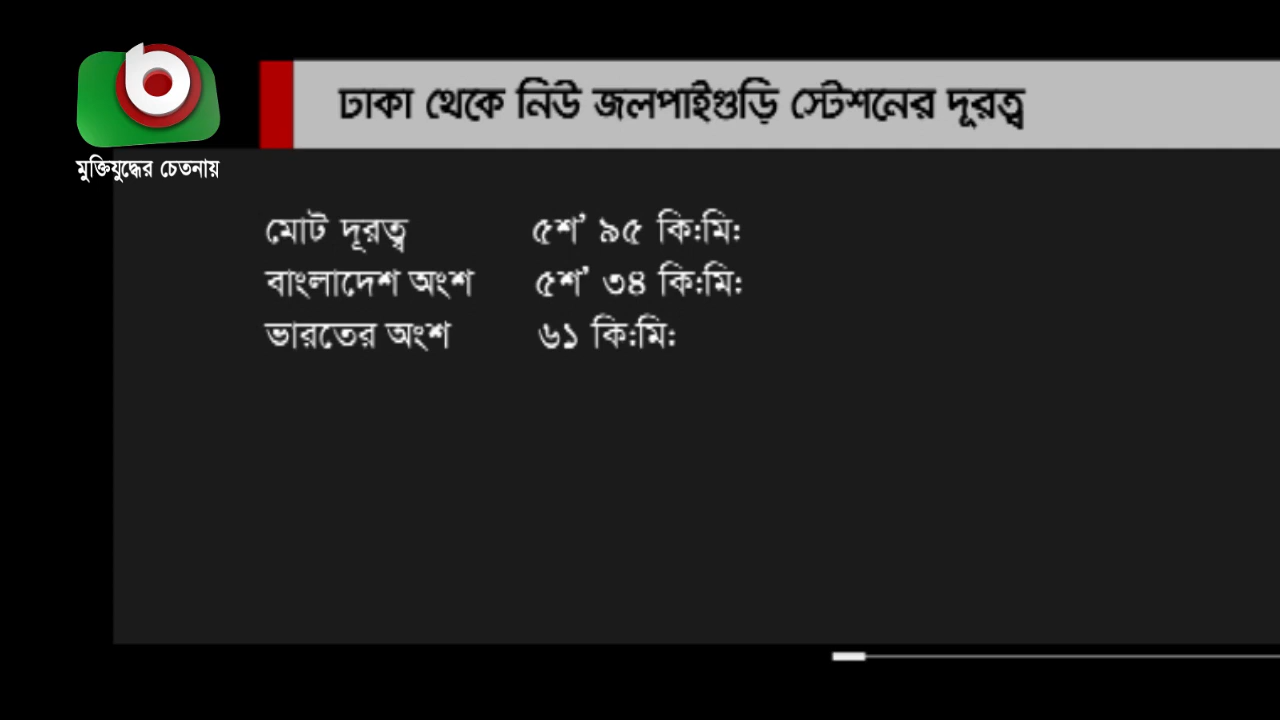 ঢাকা থেকে নিউ জলপাইগুড়ি স্টেশনের দূরত্ব
মুক্তিযুদ্ধের চেতনায়
মোট দূরত্ব ৫শ’ ৯৫ কি:মি:
বাংলাদেশ অংশ ৫শ’ ৩৪ কি:মি:
ভারতের অংশ ৬১ কি:মি: